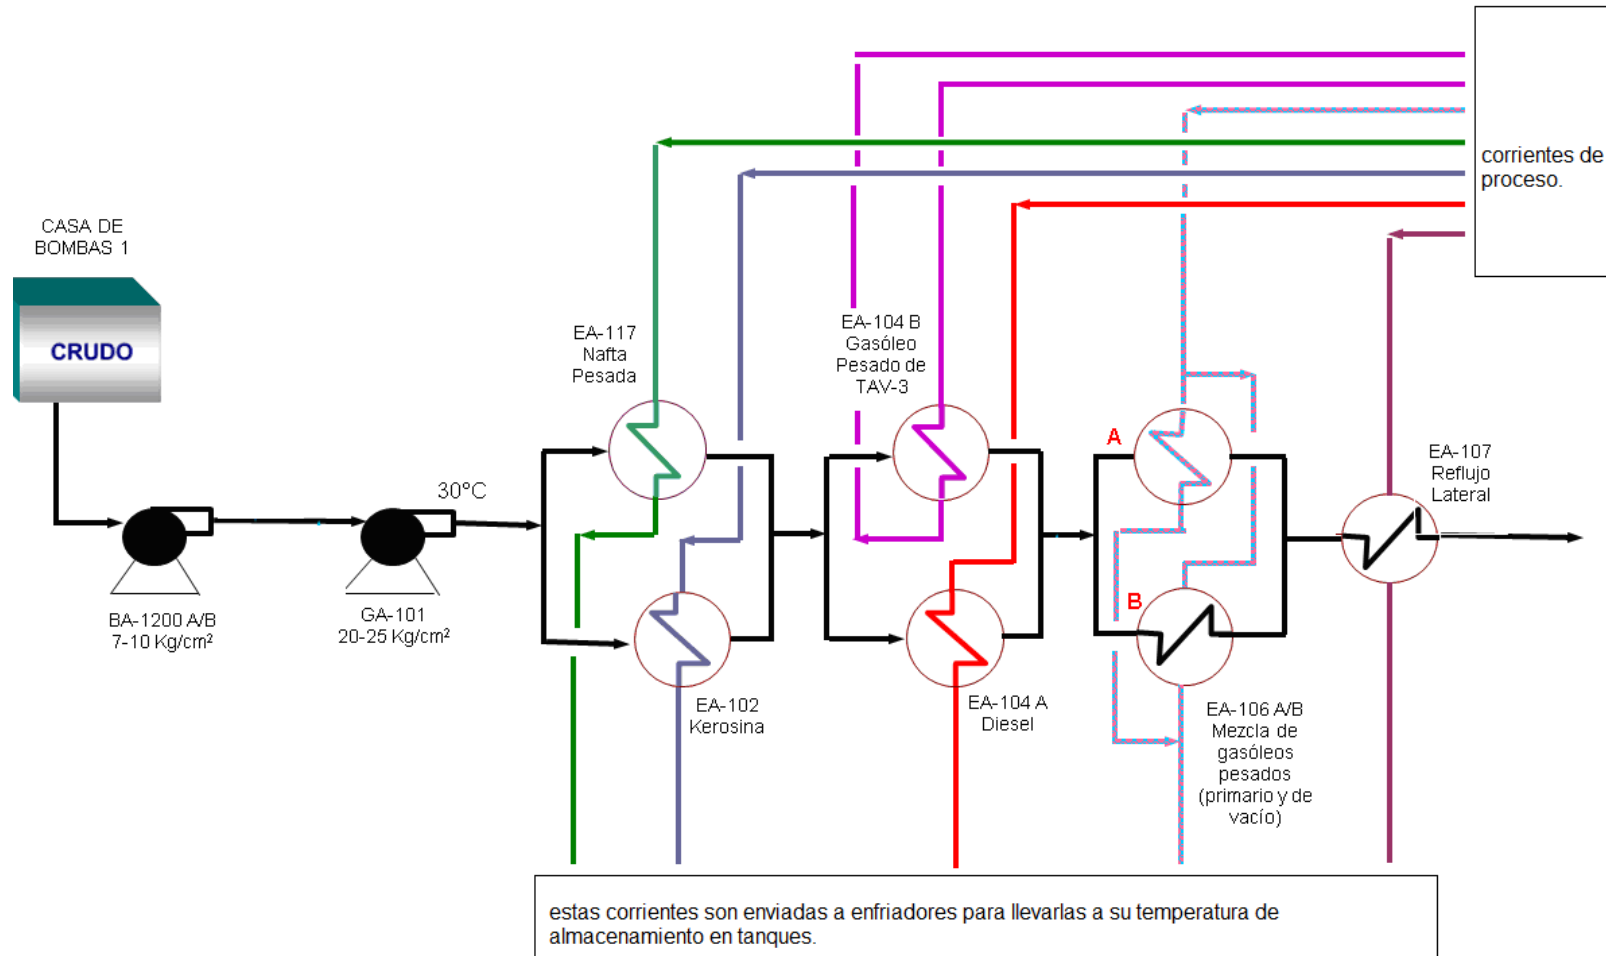 corrientes de
proceso.
CASA DE
BOMBAS 1
CRUDO
BA-1200 A/B
7-10 Kg/cm²
GA-101
20-25 Kg/cm²
30°C
EA-117
Nafta
Pesada
EA-102
Kerosina
EA-104 B
Gasóleo
Pesado de
TAV-3
EA-104 A
Diesel
A
B
EA-106 A/B
Mezcla de
gasóleos
pesados
(primario y de
vacío)
EA-107
Reflujo
Lateral
estas corrientes son enviadas a enfriadores para llevarlas a su temperatura de
almacenamiento en tanques.